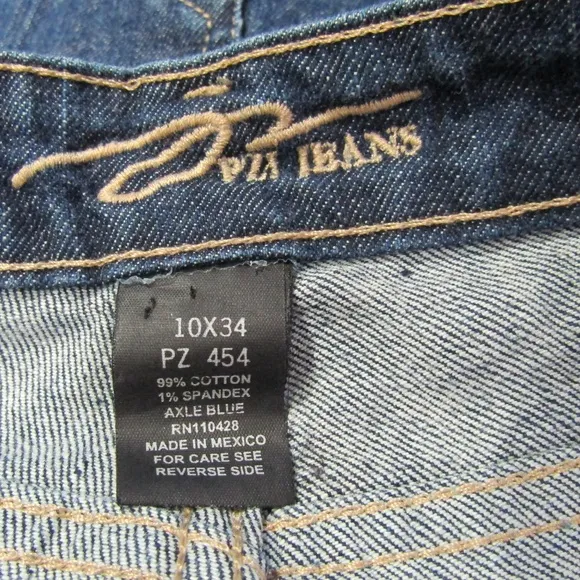 PZI JEANS
10X34
PZ 454
99% COTTON
1% SPANDEX
AXLE BLUE
RN110428
MADE IN MEXICO
FOR CARE SEE
REVERSE SIDE